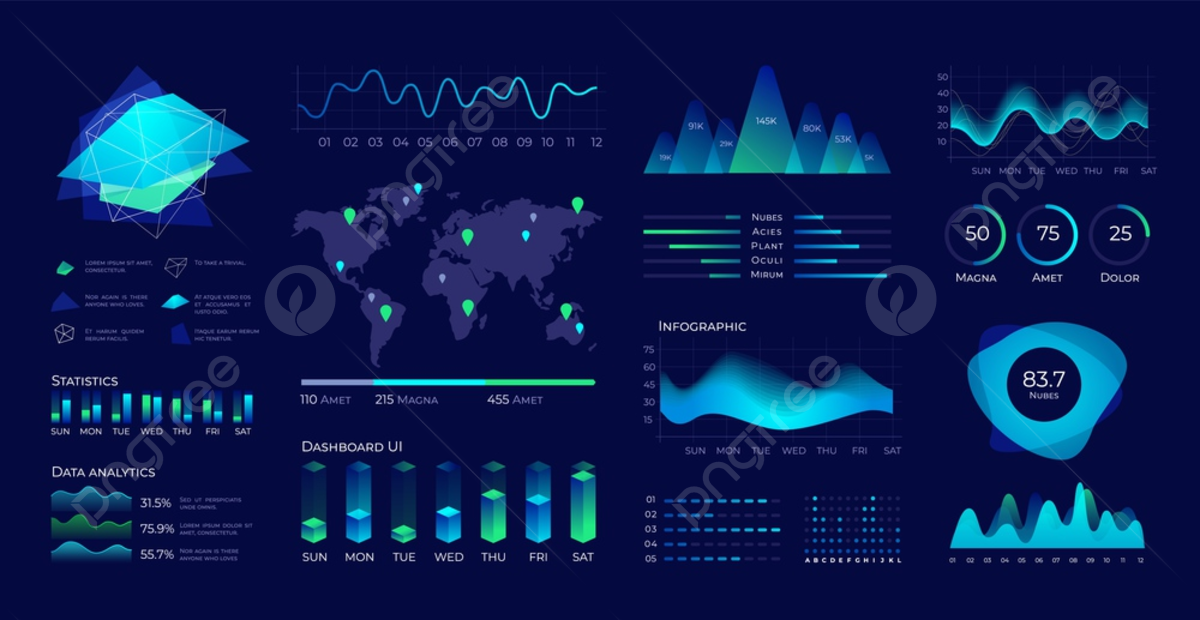 LOREM IPSUM SIT AMET,
CONSECTETUR.
TO TAKE A TRIVIAL.
NOR AGAIN IS THERE
ANYONE WHO LOVES.
AT ATQUE VERO EOS
ET ACCUSAMUS ET
IUSTO ODIO.
ET HARUM QUIDEM
RERUM FACILIS.
ITAQUE EARUM RERUM
HIC TENETUR.
STATISTICS
SUN MON TUE WED THU FRI SAT
DATA ANALYTICS
31.5%
SED UT PERSPICIATIS
UNDE OMNIS.
75.9%
LOREM IPSUM DOLOR SIT
AMET, CONSECTETUR.
55.7%
NOR AGAIN IS THERE
ANYONE WHO LOVES
01 02 03 04 05 06 07 08 09 10 11 12
110 AMET 215 MAGNA 455 AMET
DASHBOARD UI
SUN MON TUE WED THU FRI SAT
19K 91K 29K 145K 80K 53K 5K
NUBES
ACIES
PLANT
OCULI
MIRUM
INFOGRAPHIC
75
60
45
30
15
SUN MON TUE WED THU FRI SAT
01
02
03
04
05
A B C D E F G H I J K L
50
40
30
20
10
SUN MON TUE WED THU FRI SAT
50 75 25
MAGNA AMET DOLOR
83.7
NUBES
01 02 03 04 05 06 07 08 09 10 11 12
pngtree
pngtree
pngtree
pngtree
pngtree
pngtree